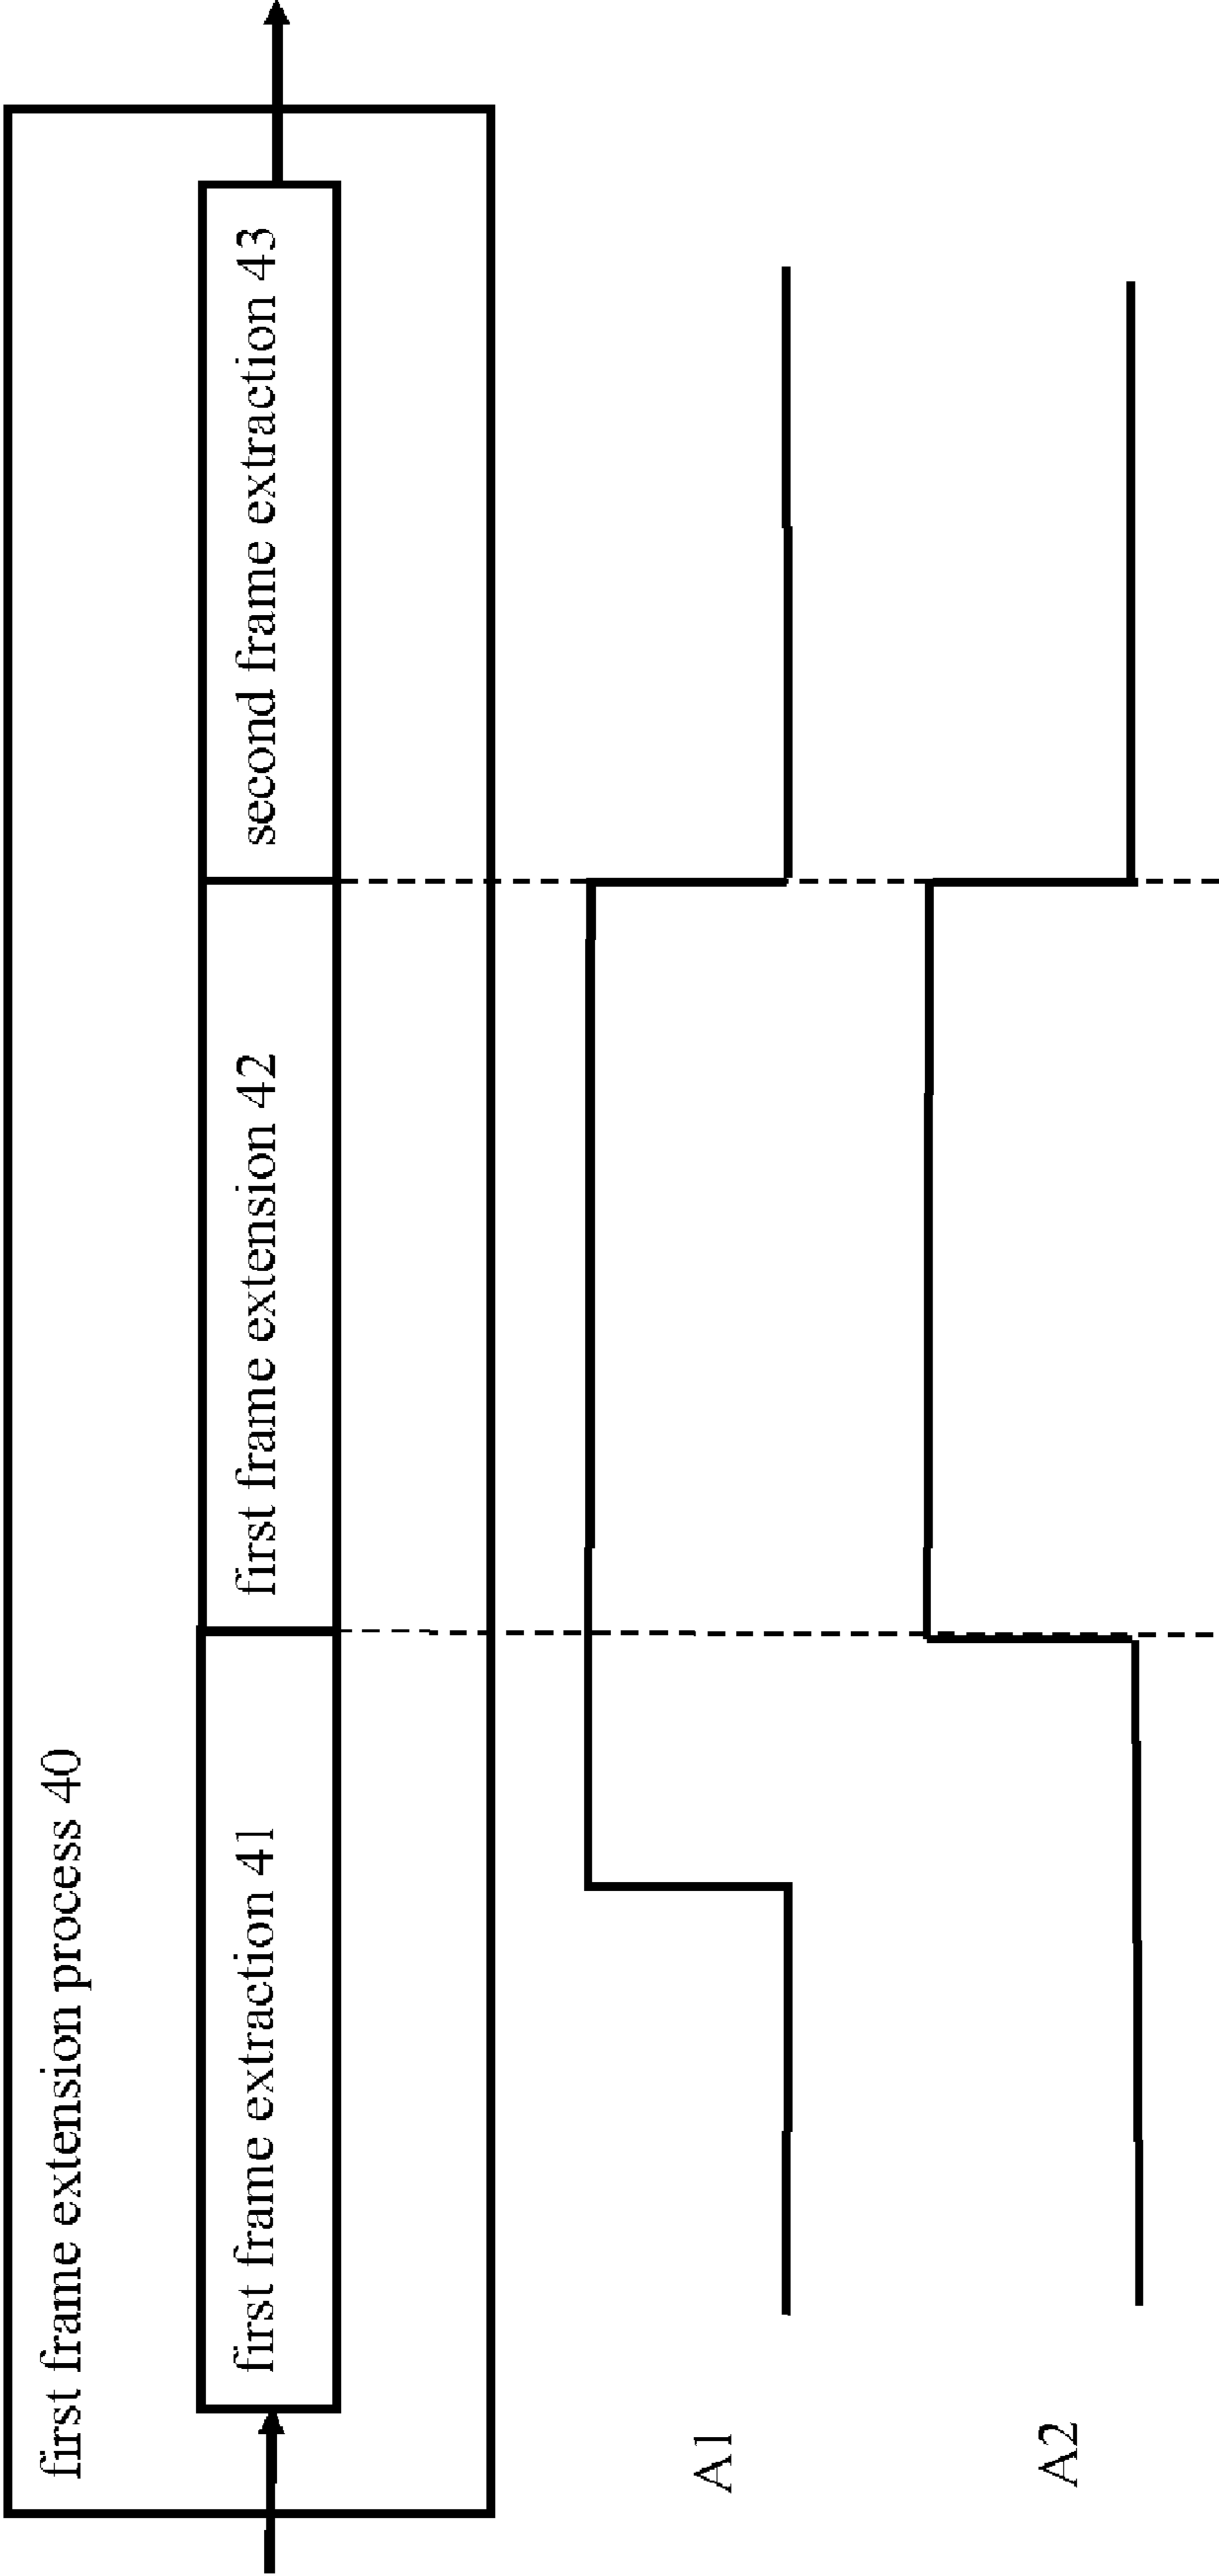 first frame extension process 40
first frame extraction 41
first frame extension 42
second frame extraction 43
A1
A2